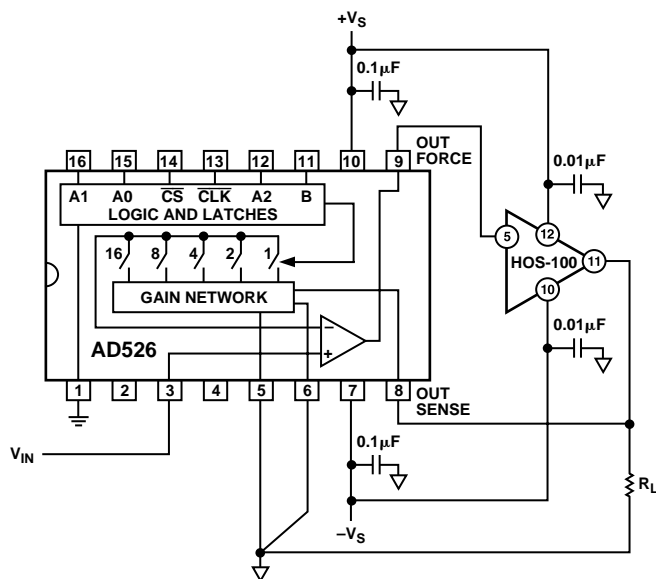 +VS
0.1µF
16 15 14 13 12 11 10 9
OUT
FORCE
A1 A0 CS CLK A2 B
LOGIC AND LATCHES
0.01µF
16 8 4 2 1
5 12 HOS-100 11
10
GAIN NETWORK
–
+
AD526
0.01µF
1 2 3 4 5 6 7 8
OUT
SENSE
0.1µF
VIN
RL
–VS